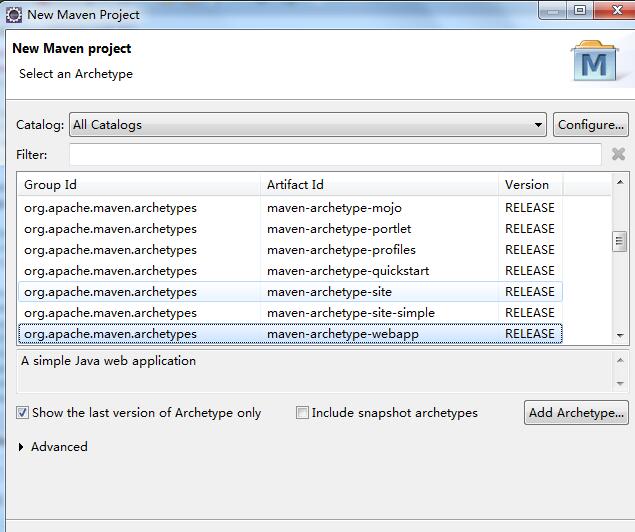 New Maven Project
New Maven project
Select an Archetype
M
Catalog: All Catalogs Configure...
Filter:
Group Id Artifact Id Version
org.apache.maven.archetypes maven-archetype-mojo RELEASE
org.apache.maven.archetypes maven-archetype-portlet RELEASE
org.apache.maven.archetypes maven-archetype-profiles RELEASE
org.apache.maven.archetypes maven-archetype-quickstart RELEASE
org.apache.maven.archetypes maven-archetype-site RELEASE
org.apache.maven.archetypes maven-archetype-site-simple RELEASE
org.apache.maven.archetypes maven-archetype-webapp RELEASE
A simple Java web application
Show the last version of Archetype only Include snapshot archetypes Add Archetype...
Advanced